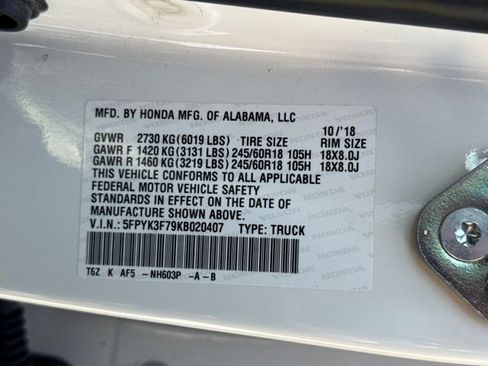 MFD. BY HONDA MFG. OF ALABAMA, LLC 10/'18
GVWR 2730 KG(6019 LBS) TIRE SIZE RIM SIZE
GAWR F 1420 KG(3131 LBS) 245/60R18 105H 18X8.0J
GAWR R 1460 KG(3219 LBS) 245/60R18 105H 18X8.0J
THIS VEHICLE CONFORMS TO ALL APPLICABLE
FEDERAL MOTOR VEHICLE SAFETY
STANDARDS IN EFFECT ON THE DATE OF
MANUFACTURE SHOWN ABOVE.
V.I.N.: 5FPYK3F79KB020407 TYPE: TRUCK
T6Z K AF5 -NH603P -A-B